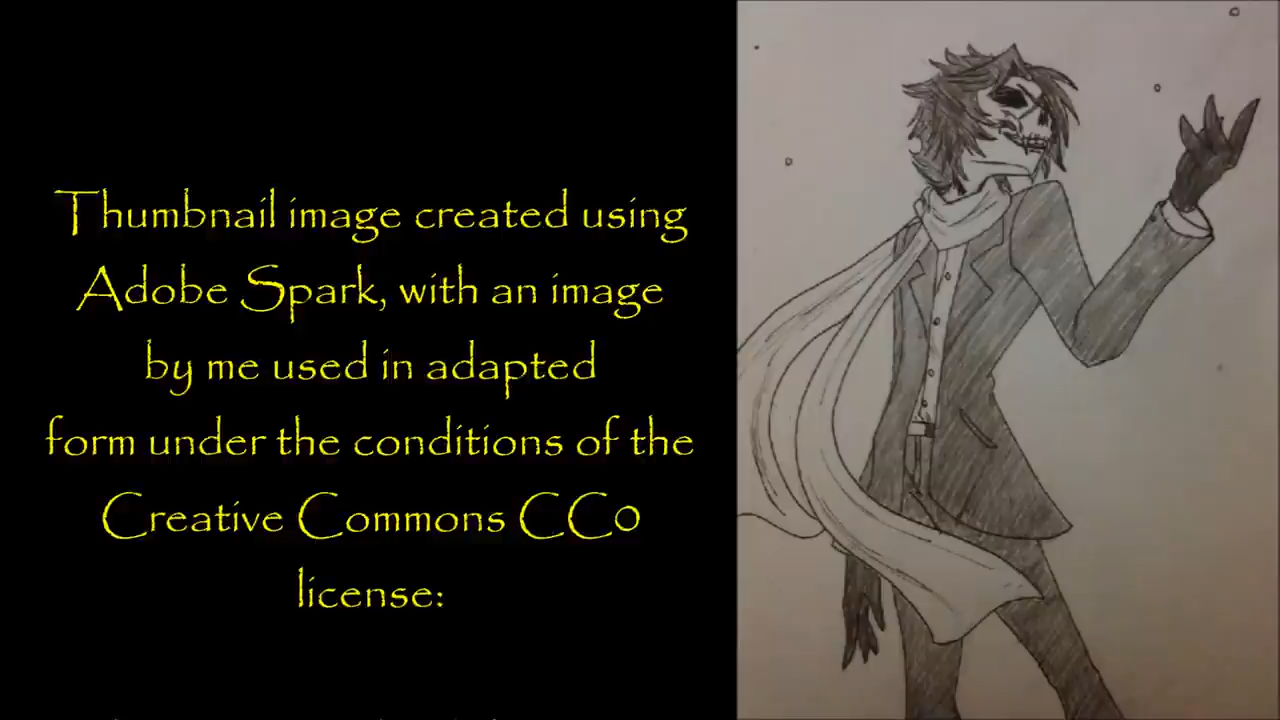 Thumbnail image created using
Adobe Spark, with an image
by me used in adapted
form under the conditions of the
Creative Commons CC0
license: